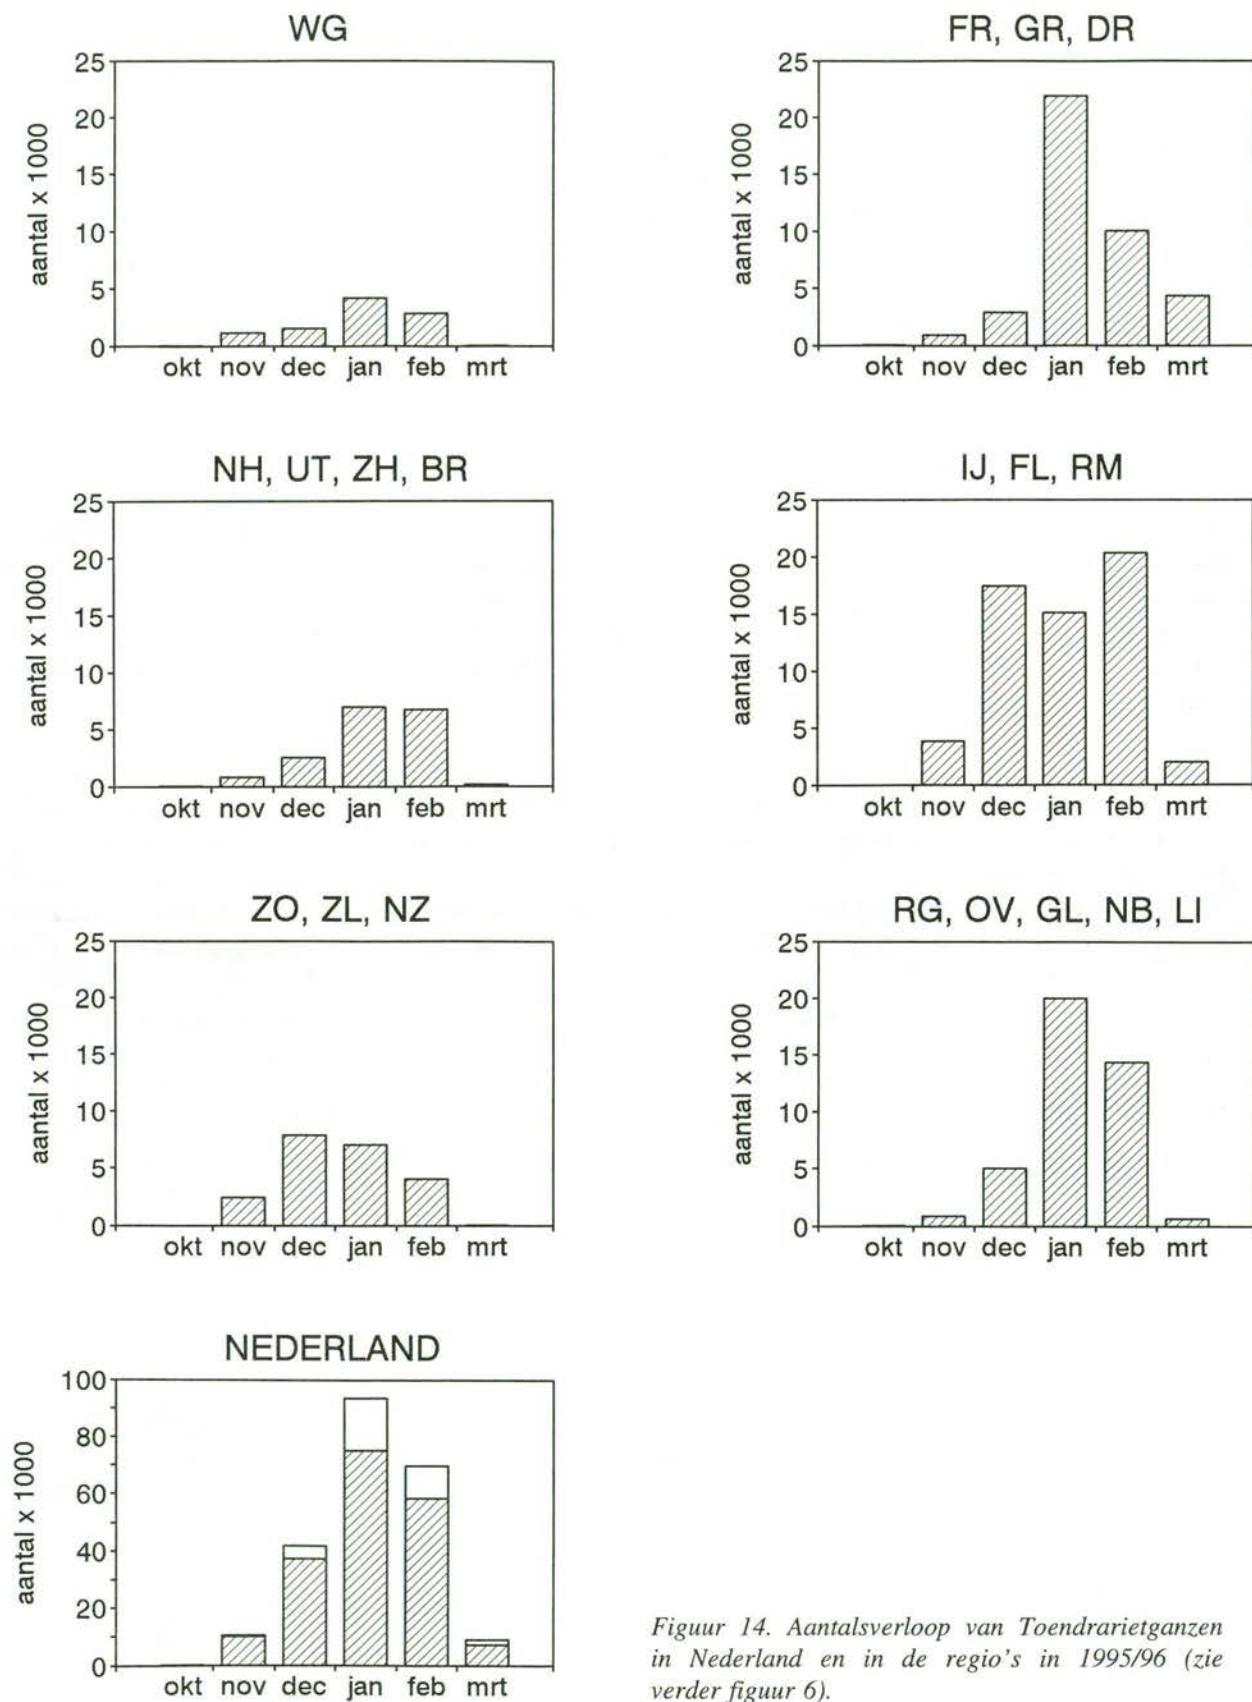 WG
25
20
15
10
5
0
aantal x 1000
okt nov dec jan feb mrt
FR, GR, DR
25
20
15
10
5
0
aantal x 1000
okt nov dec jan feb mrt
NH, UT, ZH, BR
25
20
15
10
5
0
aantal x 1000
okt nov dec jan feb mrt
IJ, FL, RM
25
20
15
10
5
0
aantal x 1000
okt nov dec jan feb mrt
ZO, ZL, NZ
25
20
15
10
5
0
aantal x 1000
okt nov dec jan feb mrt
RG, OV, GL, NB, LI
25
20
15
10
5
0
aantal x 1000
okt nov dec jan feb mrt
NEDERLAND
100
80
60
40
20
0
aantal x 1000
okt nov dec jan feb mrt
Figuur 14. Aantalsverloop van Toendrarietganzen
in Nederland en in de regio's in 1995/96 (zie
verder figuur 6).